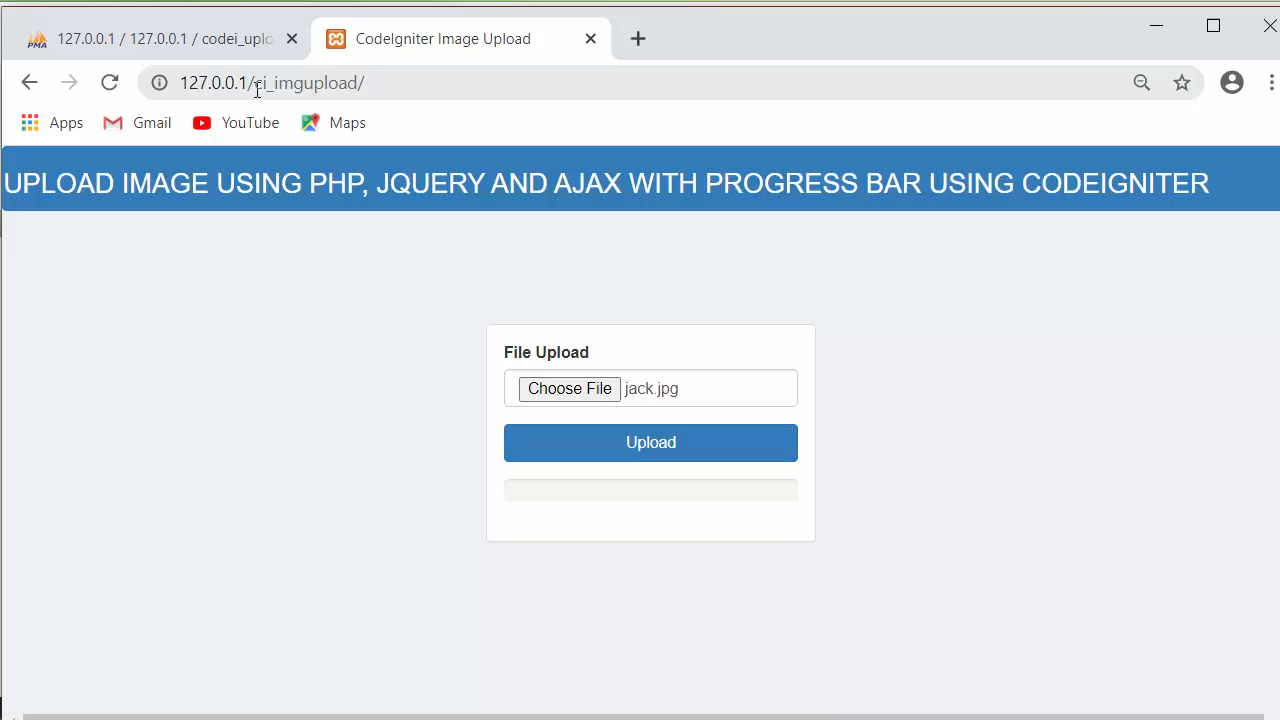 PMA
127.0.0.1 / 127.0.0.1 / codei_uplo
CodeIgniter Image Upload
127.0.0.1/ci_imgupload/
Apps
Gmail
YouTube
Maps
UPLOAD IMAGE USING PHP, JQUERY AND AJAX WITH PROGRESS BAR USING CODEIGNITER
File Upload
Choose File jack.jpg
Upload